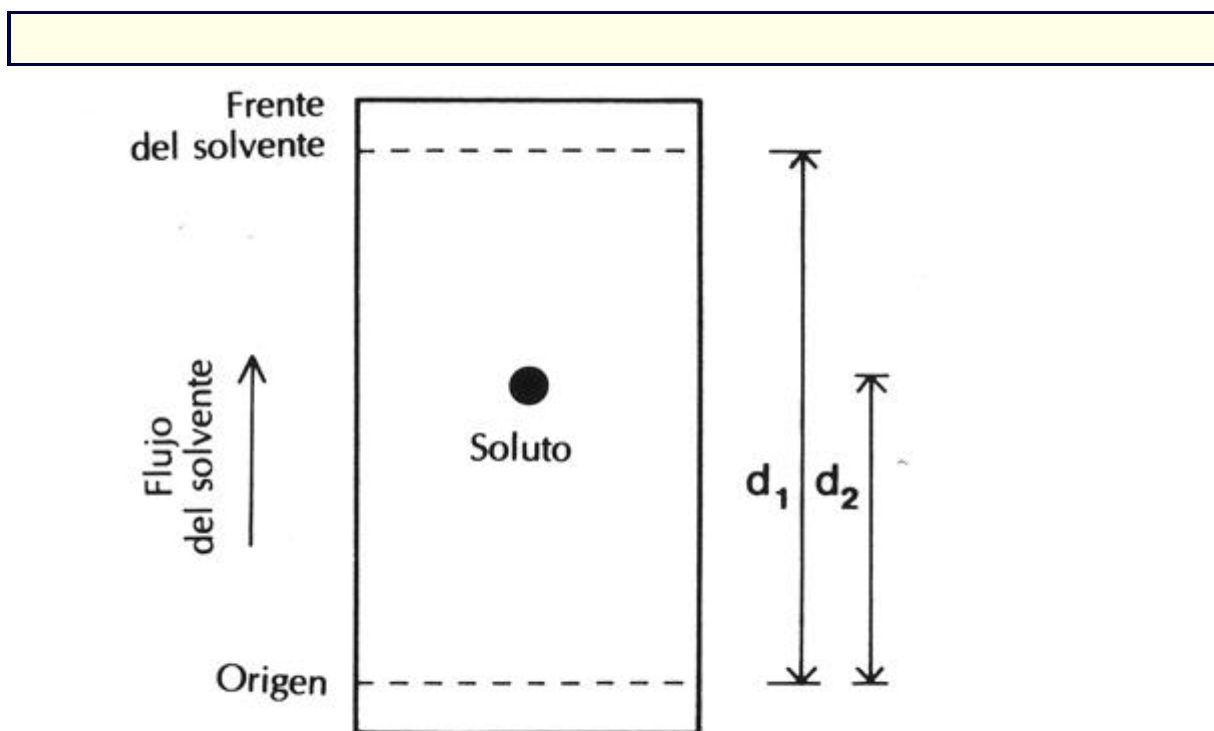 Frente
del solvente
Flujo
del solvente
Soluto
d₁ d₂
Origen